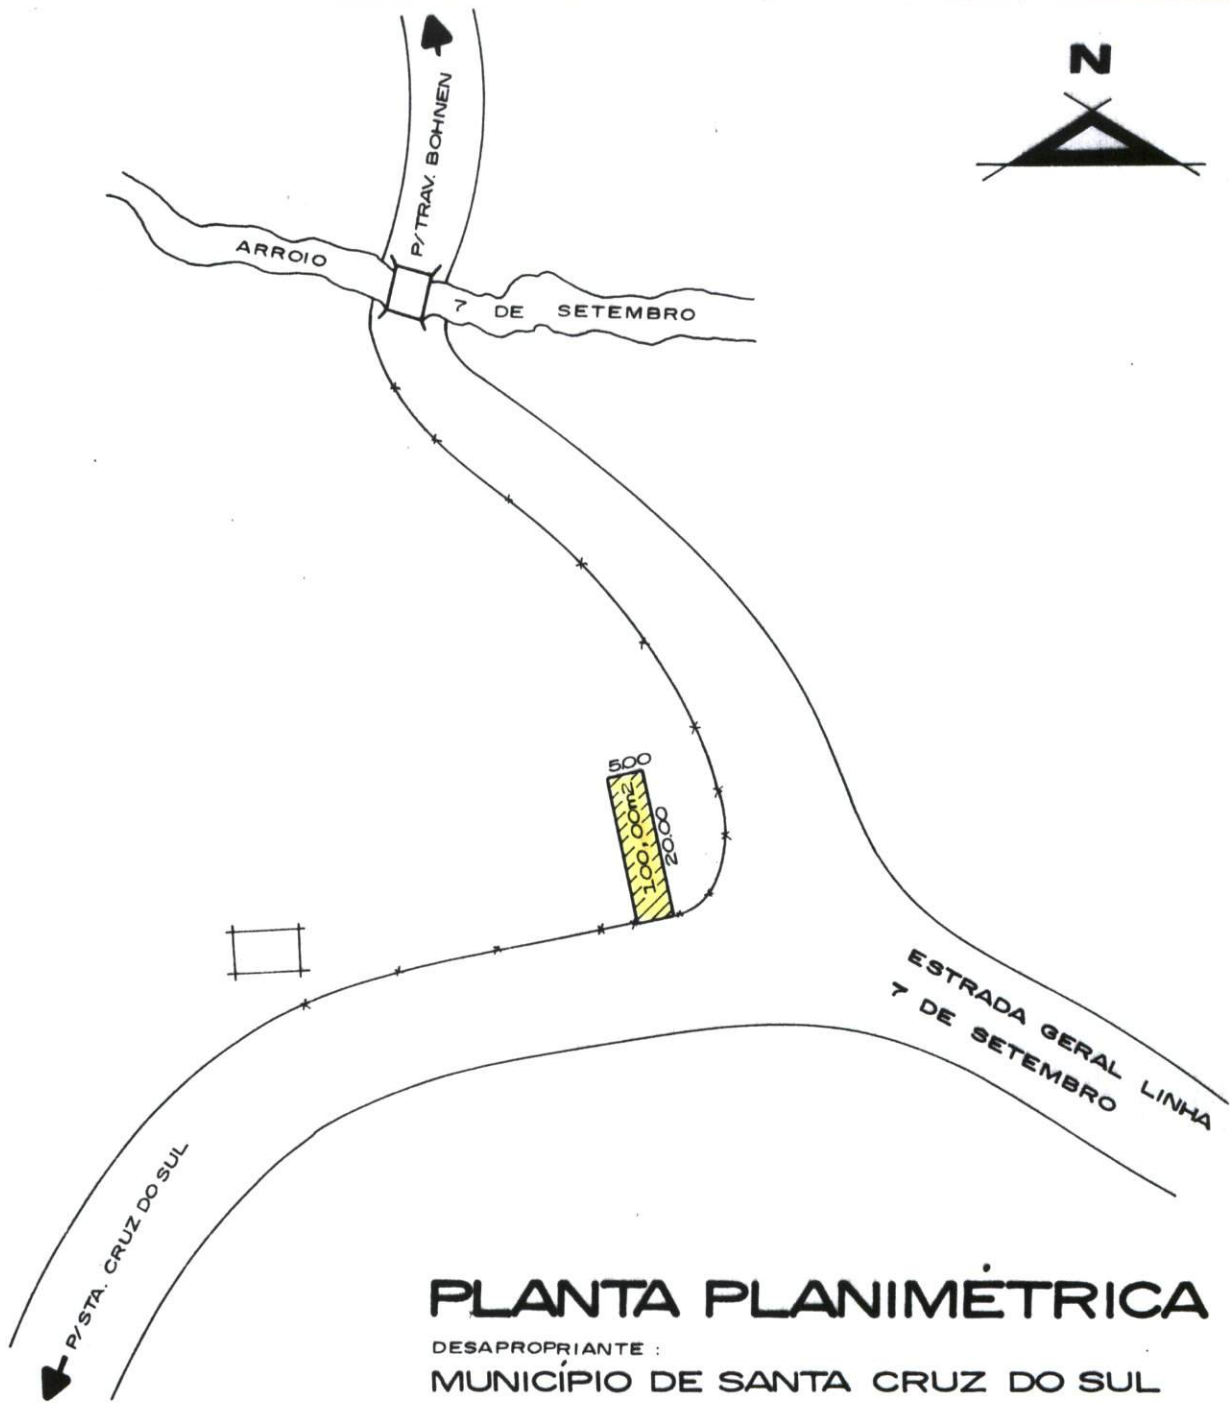 N
P/TRAV. BOHNEN
ARROIO
7 DE SETEMBRO
5.00
100,00m2
20.00
ESTRADA GERAL LINHA
7 DE SETEMBRO
P/STA. CRUZ DO SUL
PLANTA PLANIMÉTRICA
DESAPROPRIANTE :
MUNICÍPIO DE SANTA CRUZ DO SUL